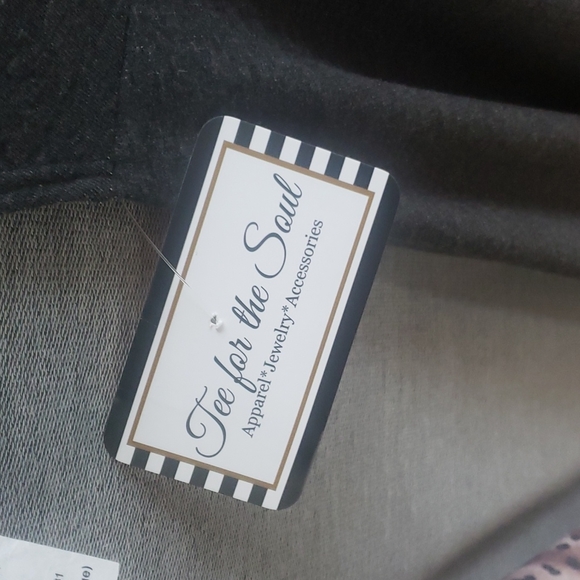 Tee for the Soul
Apparel*Jewelry*Accessories